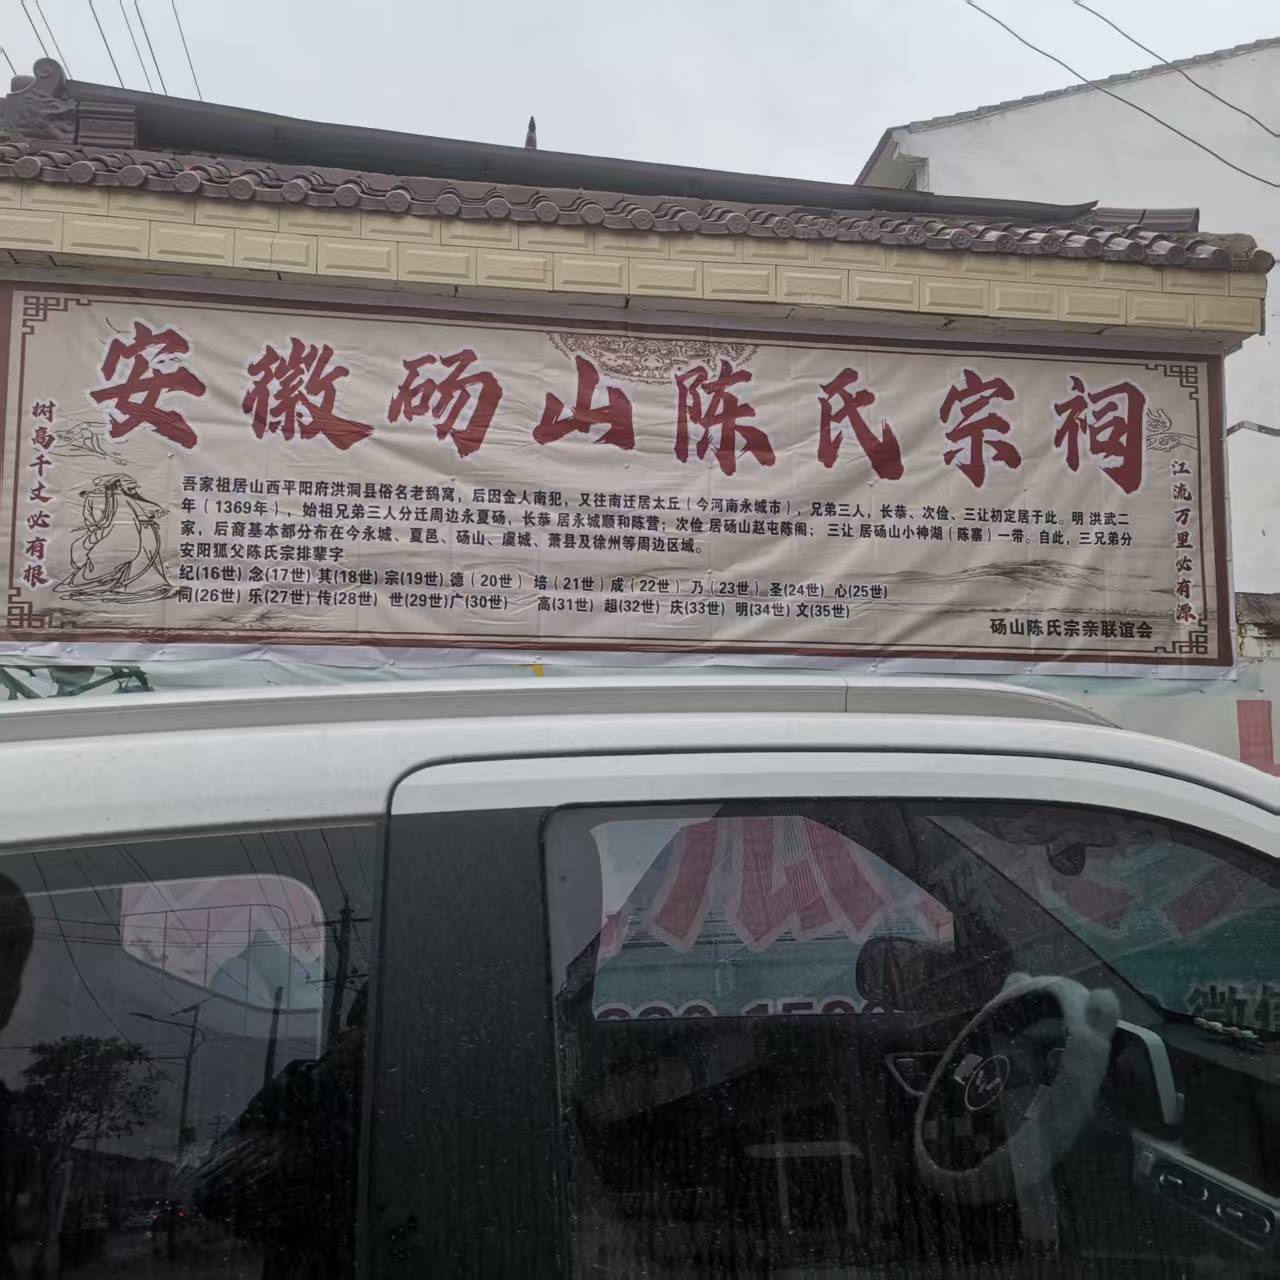 安徽砀山陈氏宗祠
树高千丈必有根
吾家祖居山西平阳府洪洞县俗名老鸹窝，后因金人南犯，又往南迁居太丘（今河南永城市），兄弟三人，长恭、次俭、三让初定居于此。明 洪武二
年（1369年），始祖兄弟三人分迁周边永夏砀，长恭 居永城顺和陈营；次俭 居砀山赵屯陈阁； 三让 居砀山小神湖（陈寨）一带。自此，三兄弟分
家，后裔基本都分布在今永城、夏邑、砀山、虞城、萧县及徐州等周边区域。
安阳狐父陈氏宗排辈字
纪(16世) 念(17世) 其(18世) 宗(19世) 德（20世） 培（21世）成（22世） 乃（23世） 圣(24世) 心(25世)
同(26世) 乐(27世) 传(28世) 世(29世)广(30世) 高(31世) 超(32世) 庆(33世) 明(34世) 文(35世)
砀山陈氏宗亲联谊会
江流万里必有源